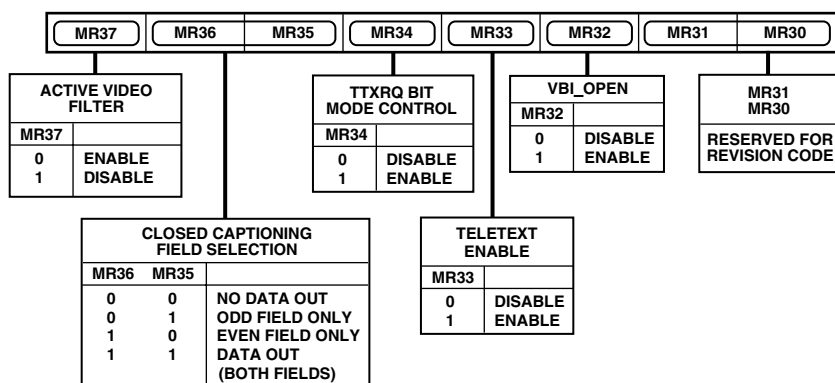 MR37 MR36 MR35 MR34 MR33 MR32 MR31 MR30
ACTIVE VIDEO
FILTER
MR37
0 ENABLE
1 DISABLE
TTXRQ BIT
MODE CONTROL
MR34
0 DISABLE
1 ENABLE
VBI_OPEN
MR32
0 DISABLE
1 ENABLE
MR31
MR30
RESERVED FOR
REVISION CODE
CLOSED CAPTIONING
FIELD SELECTION
MR36 MR35
0 0 NO DATA OUT
0 1 ODD FIELD ONLY
1 0 EVEN FIELD ONLY
1 1 DATA OUT
(BOTH FIELDS)
TELETEXT
ENABLE
MR33
0 DISABLE
1 ENABLE